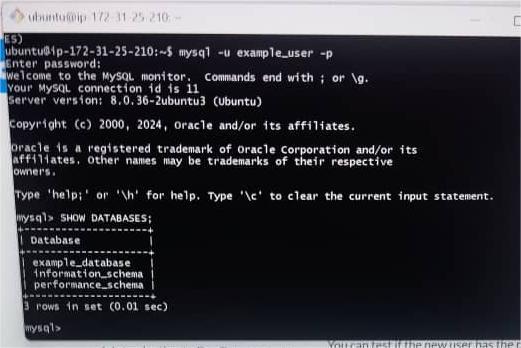 ubuntu@ip-172-31-25-210: ~
ES)
ubuntu@ip-172-31-25-210:~$ mysql -u example_user -p
Enter password:
Welcome to the MySQL monitor.  Commands end with ; or \g.
Your MySQL connection id is 11
Server version: 8.0.36-2ubuntu3 (Ubuntu)
Copyright (c) 2000, 2024, Oracle and/or its affiliates.
Oracle is a registered trademark of Oracle Corporation and/or its
affiliates. Other names may be trademarks of their respective
owners.
Type 'help;' or '\h' for help. Type '\c' to clear the current input statement.
mysql> SHOW DATABASES;
+--------------------+
| Database           |
+--------------------+
| example_database   |
| information_schema |
| performance_schema |
+--------------------+
3 rows in set (0.01 sec)
mysql>
You can test if the new user has the